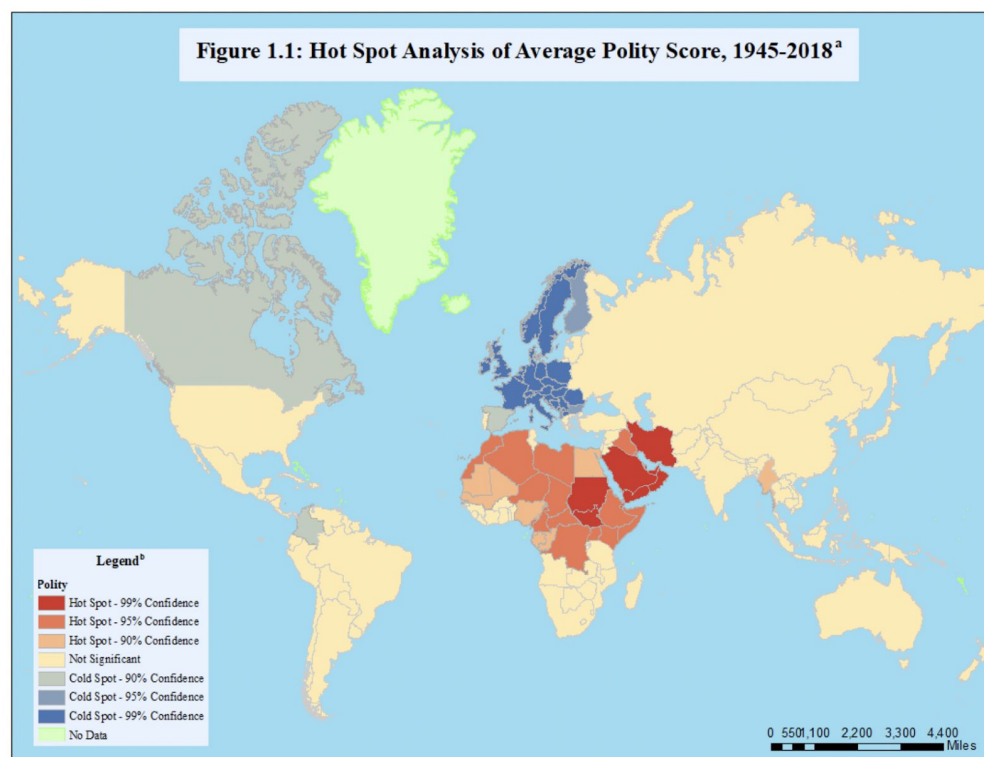 Figure 1.1: Hot Spot Analysis of Average Polity Score, 1945-2018ᵃ
Legendᵇ
Polity
Hot Spot - 99% Confidence
Hot Spot - 95% Confidence
Hot Spot - 90% Confidence
Not Significant
Cold Spot - 90% Confidence
Cold Spot - 95% Confidence
Cold Spot - 99% Confidence
No Data
0 5501,100 2,200 3,300 4,400
Miles